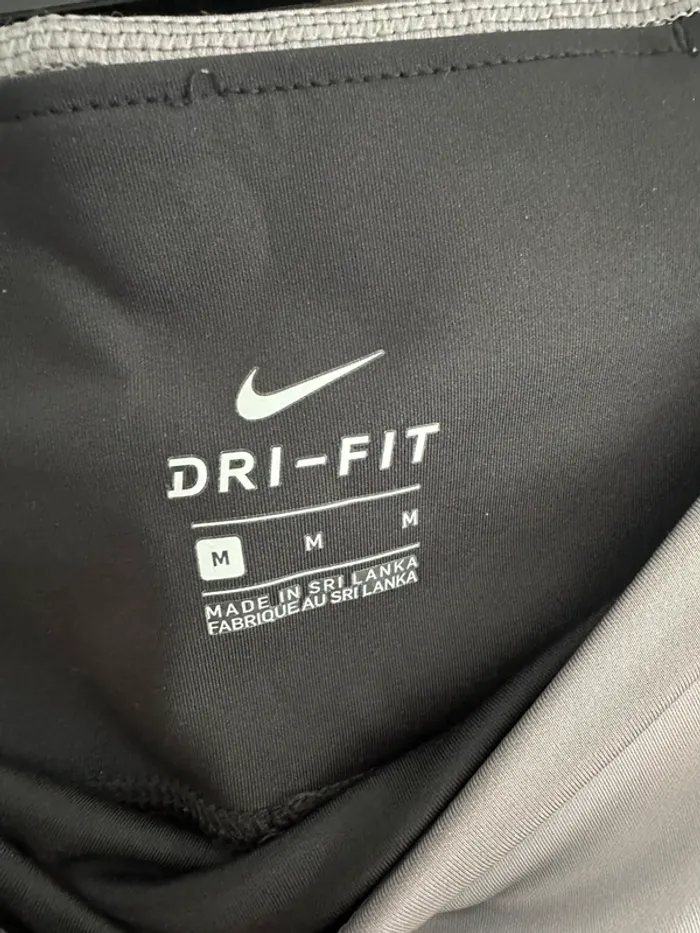 DRI-FIT
M M M
MADE IN SRI LANKA
FABRIQUE AU SRI LANKA